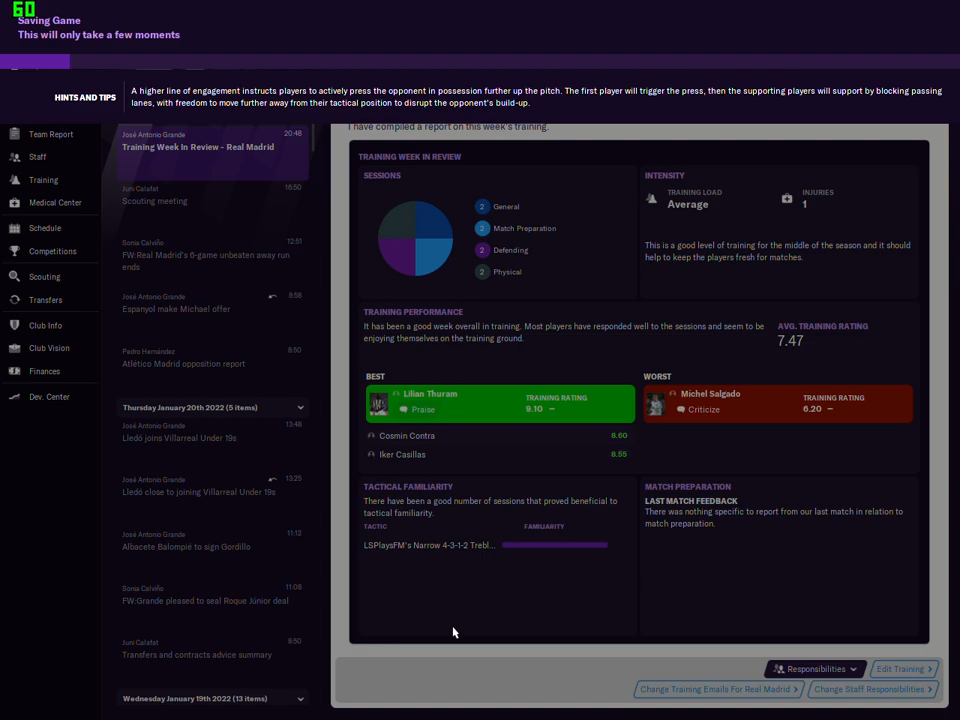 60
Saving Game
This will only take a few moments
HINTS AND TIPS
A higher line of engagement instructs players to actively press the opponent in possession further up the pitch. The first player will trigger the press, then the supporting players will support by blocking passing
lanes, with freedom to move further away from their tactical position to disrupt the opponent's build-up.
Team Report
Staff
Training
Medical Center
Schedule
Competitions
Scouting
Transfers
Club Info
Club Vision
Finances
Dev. Center
José Antonio Grande 20:48
Training Week In Review - Real Madrid
Juni Calafat 16:50
Scouting meeting
Sonia Calviño 12:51
FW:Real Madrid's 6-game unbeaten away run
ends
José Antonio Grande 8:58
Espanyol make Michael offer
Pedro Hernández 8:50
Atlético Madrid opposition report
Thursday January 20th 2022 (5 items)
José Antonio Grande 13:48
Lledó joins Villarreal Under 19s
José Antonio Grande 13:25
Lledó close to joining Villarreal Under 19s
José Antonio Grande 11:12
Albacete Balompié to sign Gordillo
Sonia Calviño 11:08
FW:Grande pleased to seal Roque Júnior deal
Juni Calafat 8:50
Transfers and contracts advice summary
Wednesday January 19th 2022 (13 items)
I have compiled a report on this week's training.
TRAINING WEEK IN REVIEW
SESSIONS
2 General
2 Match Preparation
2 Defending
2 Physical
INTENSITY
TRAINING LOAD
Average
INJURIES
1
This is a good level of training for the middle of the season and it should
help to keep the players fresh for matches.
TRAINING PERFORMANCE
It has been a good week overall in training. Most players have responded well to the sessions and seem to be
enjoying themselves on the training ground.
AVG. TRAINING RATING
7.47
BEST
Lilian Thuram
Praise
TRAINING RATING
9.10 –
Cosmin Contra 8.60
Iker Casillas 8.55
WORST
Michel Salgado
Criticize
TRAINING RATING
6.20 –
TACTICAL FAMILIARITY
There have been a good number of sessions that proved beneficial to
tactical familiarity.
TACTIC FAMILIARITY
LSPlaysFM's Narrow 4-3-1-2 Trebl...
MATCH PREPARATION
LAST MATCH FEEDBACK
There was nothing specific to report from our last match in relation to
match preparation.
Responsibilities
Edit Training
Change Training Emails For Real Madrid
Change Staff Responsibilities